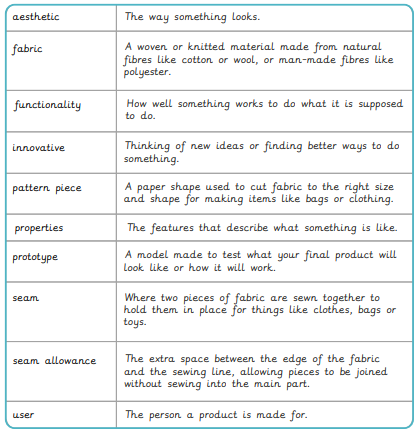 aesthetic
The way something looks.
fabric
A woven or knitted material made from natural
fibres like cotton or wool, or man-made fibres like
polyester.
functionality
How well something works to do what it is supposed
to do.
innovative
Thinking of new ideas or finding better ways to do
something.
pattern piece
A paper shape used to cut fabric to the right size
and shape for making items like bags or clothing.
properties
The features that describe what something is like.
prototype
A model made to test what your final product will
look like or how it will work.
seam
Where two pieces of fabric are sewn together to
hold them in place for things like clothes, bags or
toys.
seam allowance
The extra space between the edge of the fabric
and the sewing line, allowing pieces to be joined
without sewing into the main part.
user
The person a product is made for.